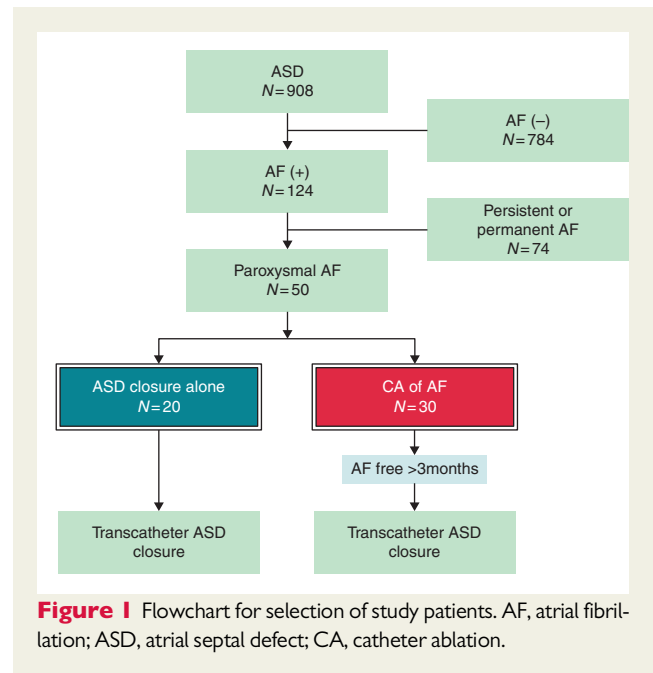 ASD
N=908
AF (–)
N=784
AF (+)
N=124
Persistent or
permanent AF
N=74
Paroxysmal AF
N=50
ASD closure alone
N=20
CA of AF
N=30
AF free >3months
Transcatheter ASD
closure
Transcatheter ASD
closure
Figure 1 Flowchart for selection of study patients. AF, atrial fibril-
lation; ASD, atrial septal defect; CA, catheter ablation.